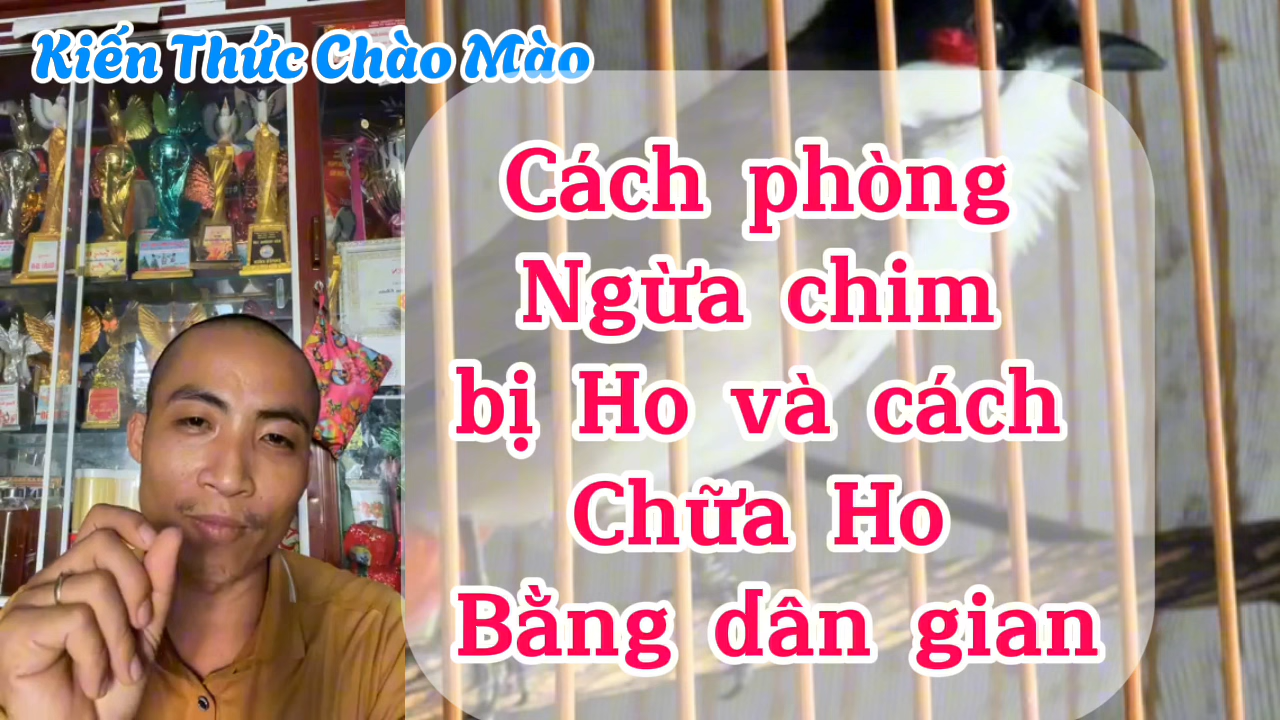 Kiến Thức Chào Mào
Cách phòng
Ngừa chim
bị Ho và cách
Chữa Ho
Bằng dân gian